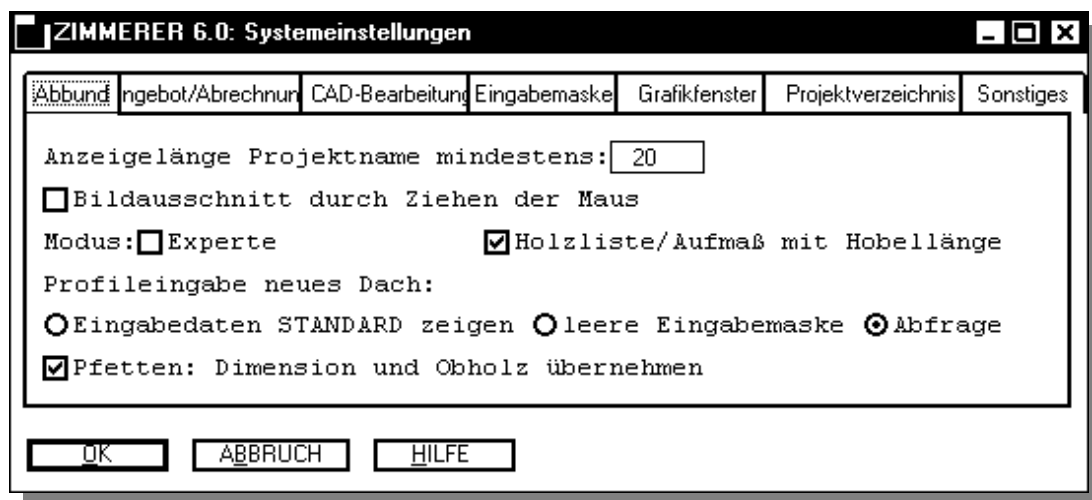 ZIMMERER 6.0: Systemeinstellungen
Abbund ngebot/Abrechnun CAD-Bearbeitung Eingabemaske Grafikfenster Projektverzeichnis Sonstiges
Anzeigelänge Projektname mindestens: 20
Bildausschnitt durch Ziehen der Maus
Modus: Experte Holzliste/Aufmaß mit Hobellänge
Profileingabe neues Dach:
Eingabedaten STANDARD zeigen leere Eingabemaske Abfrage
Pfetten: Dimension und Obholz übernehmen
OK ABBRUCH HILFE